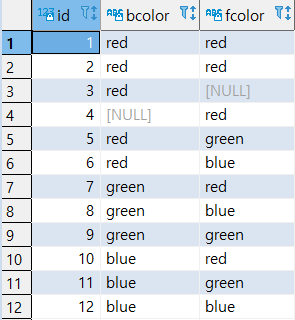 123 id bcolor fcolor
1 1 red red
2 2 red red
3 3 red [NULL]
4 4 [NULL] red
5 5 red green
6 6 red blue
7 7 green red
8 8 green blue
9 9 green green
10 10 blue red
11 11 blue green
12 12 blue blue